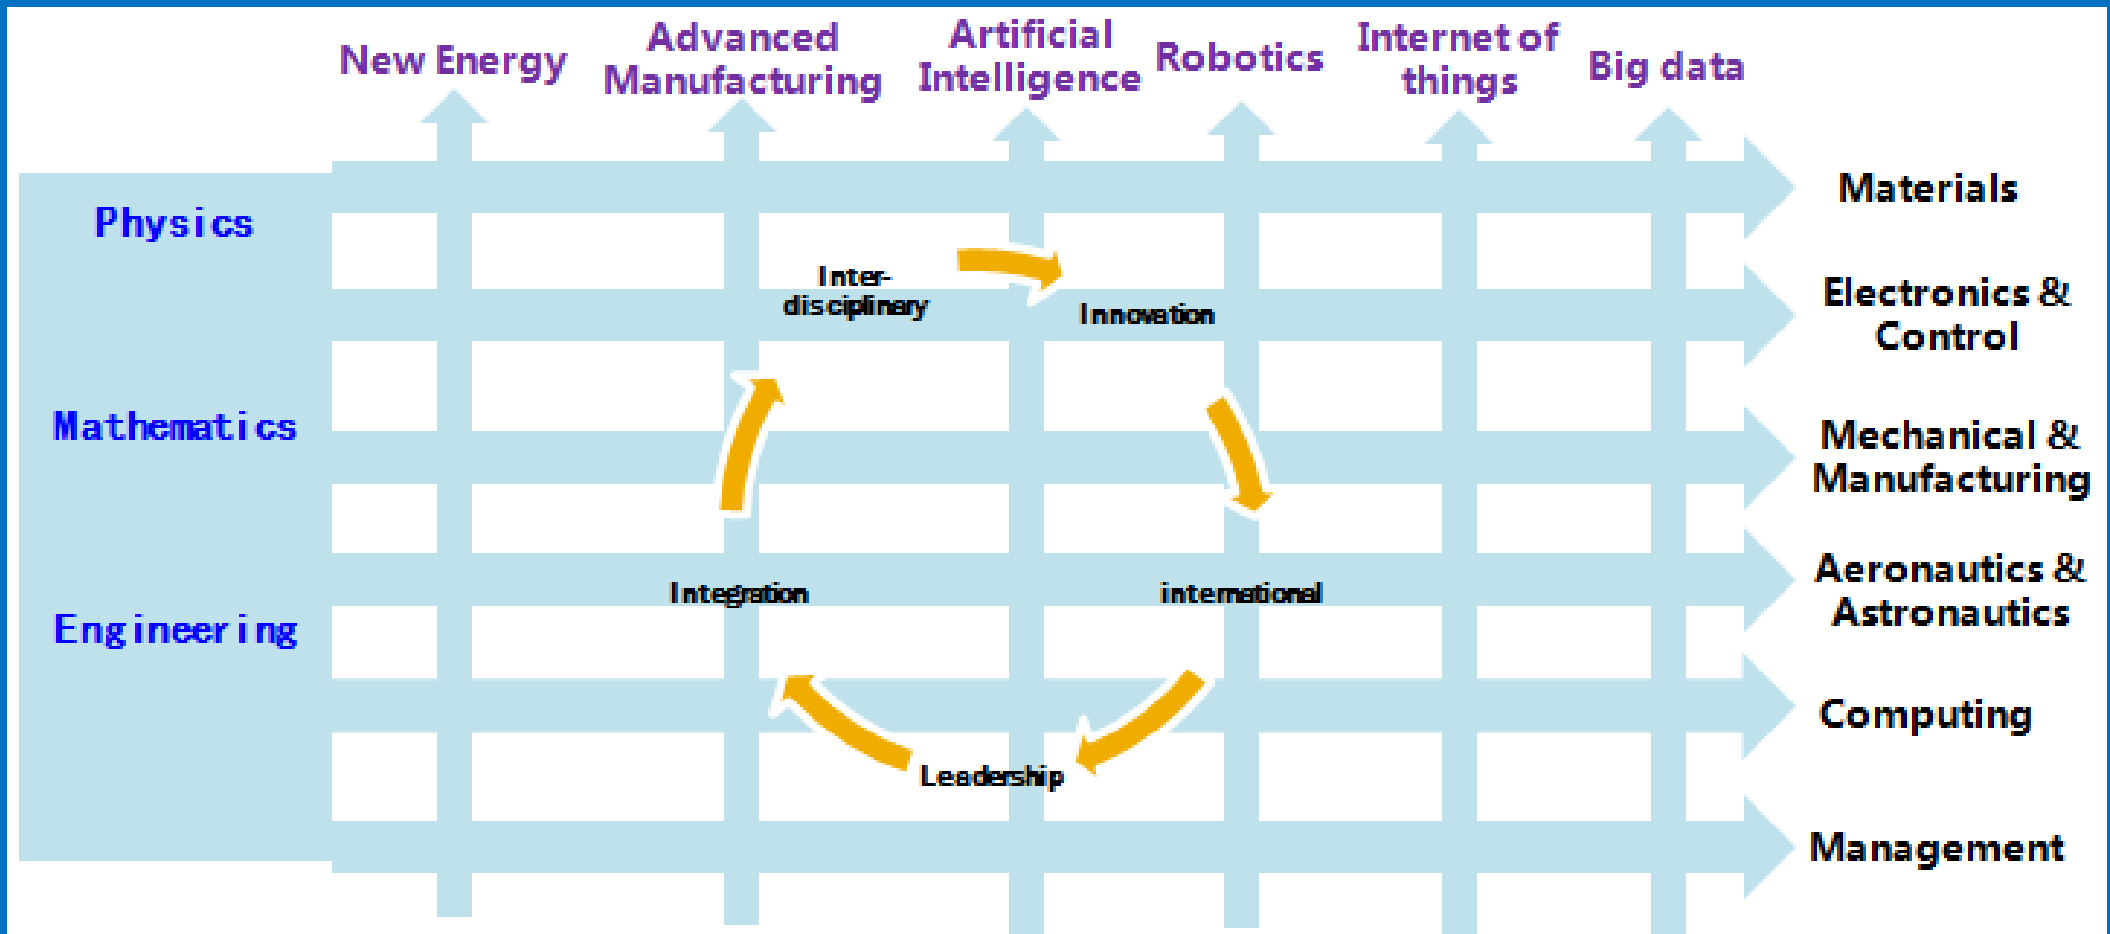 New Energy
Advanced
Manufacturing
Artificial
Intelligence
Robotics
Internet of
things
Big data
Physics
Mathematics
Engineering
Inter-
disciplinary
Innovation
international
Leadership
Integration
Materials
Electronics &
Control
Mechanical &
Manufacturing
Aeronautics &
Astronautics
Computing
Management